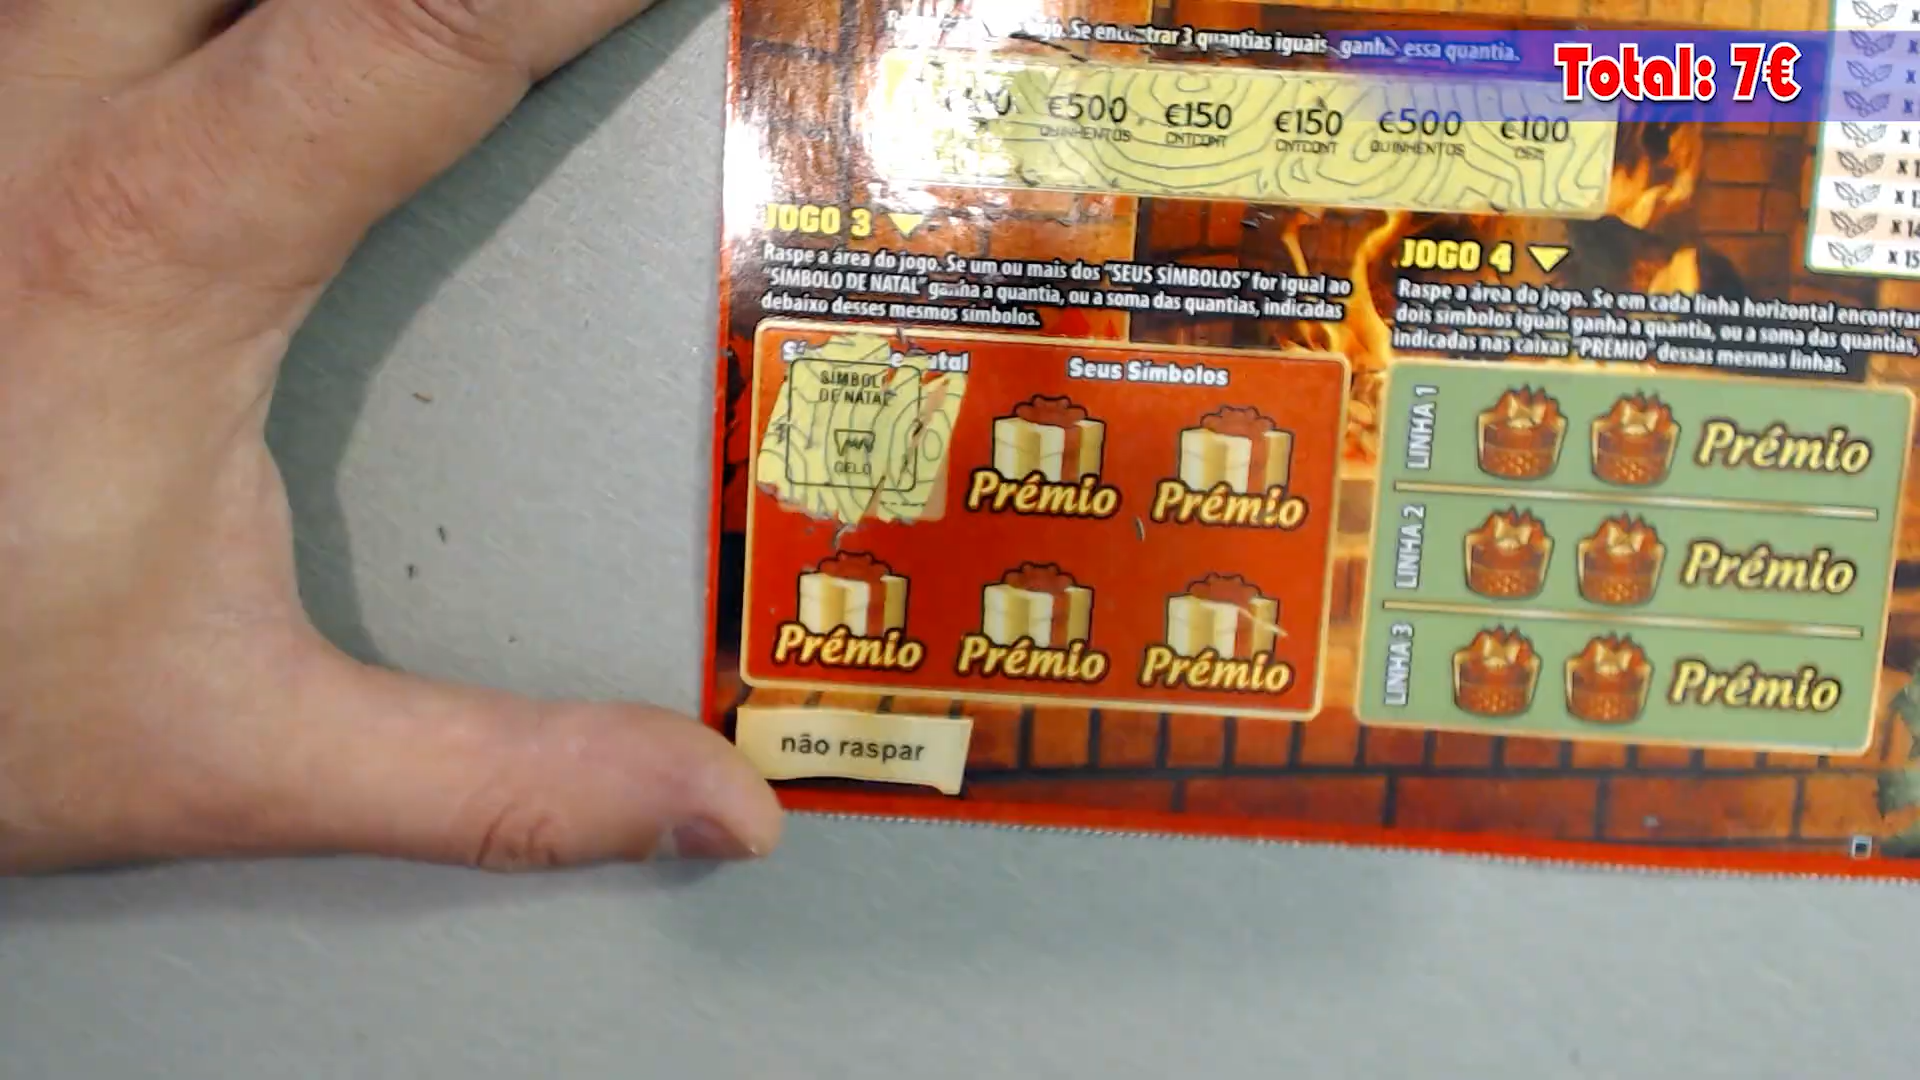 Se encontrar 3 quantias iguais ganha essa quantia.
Total: 7€
€500 €150 €150 €500 €100
QUINHENTOS CNTCQNT CNTCQNT QUINHENTOS CEM
JOGO 3
Raspe a área do jogo. Se um ou mais dos "SEUS SÍMBOLOS" for igual ao
"SÍMBOLO DE NATAL" ganha a quantia, ou a soma das quantias, indicadas
debaixo desses mesmos símbolos.
Seus Símbolos
SÍMBOLO
DE NATAL
GELO
Prémio Prémio
Prémio Prémio Prémio
não raspar
JOGO 4
Raspe a área do jogo. Se em cada linha horizontal encontrar
dois símbolos iguais ganha a quantia, ou a soma das quantias,
indicadas nas caixas "PRÉMIO" dessas mesmas linhas.
LINHA 1 Prémio
LINHA 2 Prémio
LINHA 3 Prémio
X 14
X 15